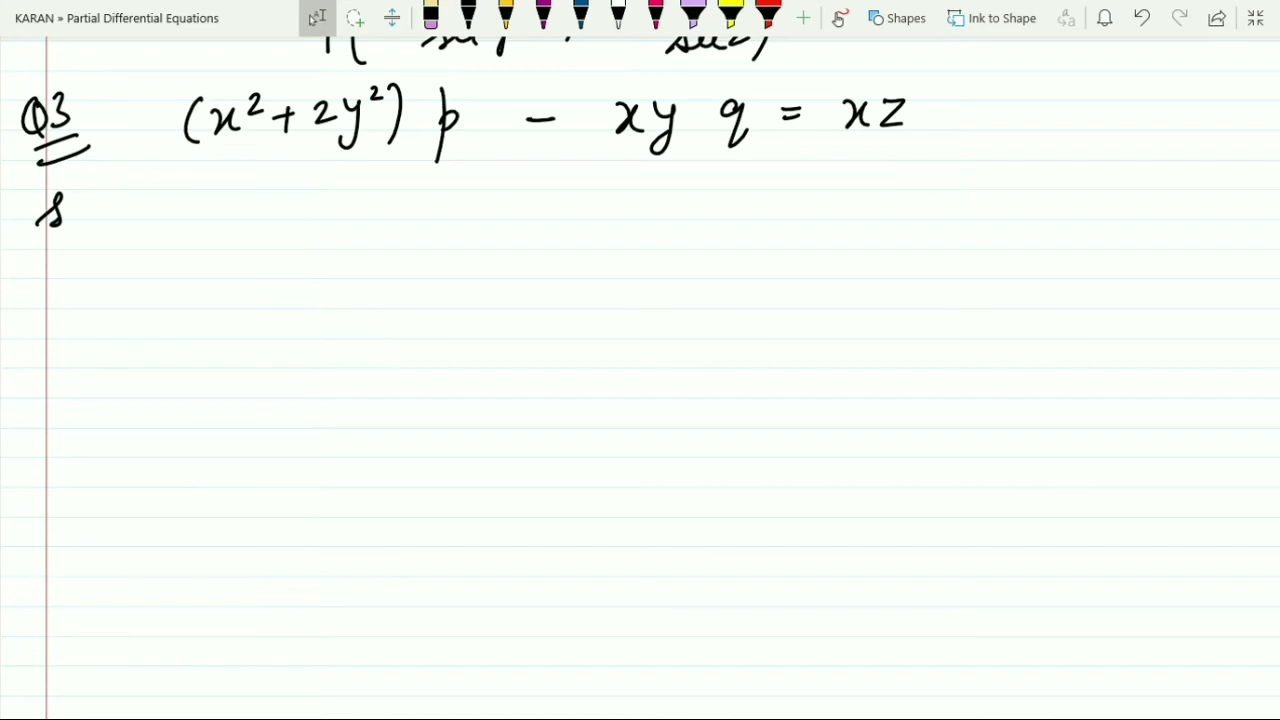 KARAN » Partial Differential Equations Shapes Ink to Shape
Q3 (x²+2y²) p - xy q = xz
s